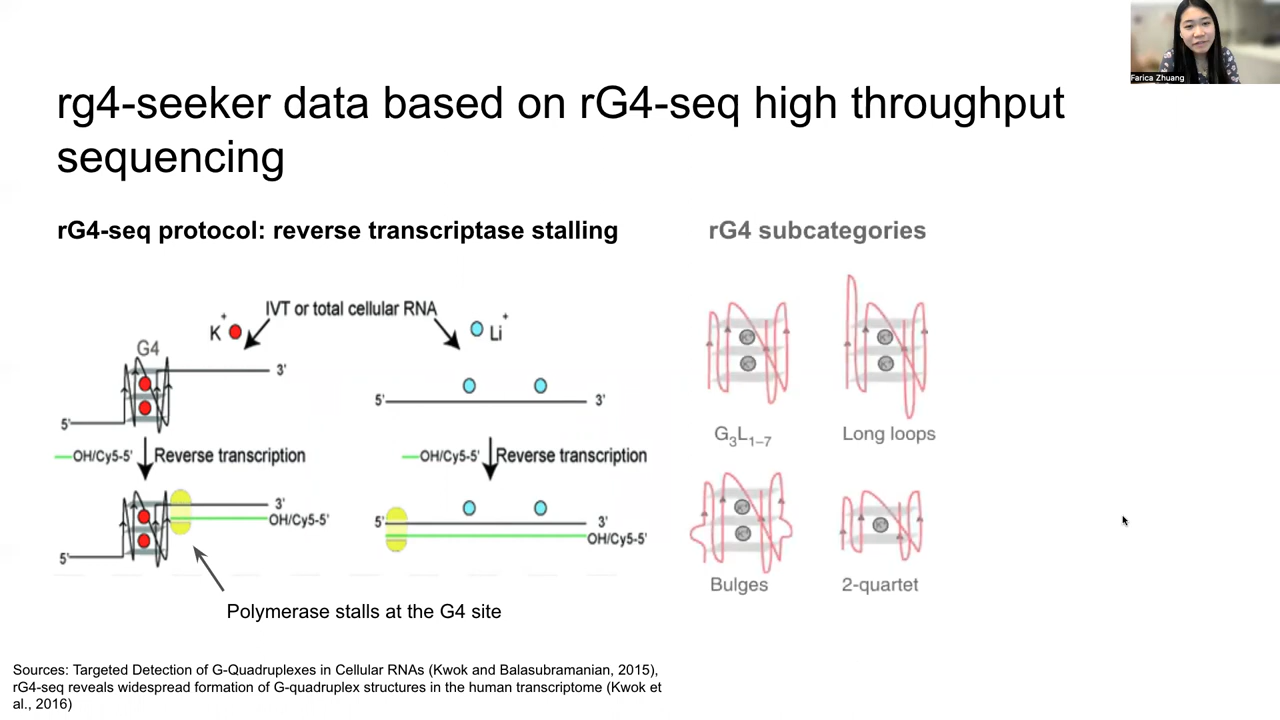 Farica Zhuang
rg4-seeker data based on rG4-seq high throughput
sequencing
rG4-seq protocol: reverse transcriptase stalling
rG4 subcategories
IVT or total cellular RNA
K+
Li+
G4
3'
5'
5'
3'
OH/Cy5-5'
Reverse transcription
OH/Cy5-5'
Reverse transcription
3'
OH/Cy5-5'
5'
5'
3'
OH/Cy5-5'
Polymerase stalls at the G4 site
G3L1–7
Long loops
Bulges
2-quartet
Sources: Targeted Detection of G-Quadruplexes in Cellular RNAs (Kwok and Balasubramanian, 2015),
rG4-seq reveals widespread formation of G-quadruplex structures in the human transcriptome (Kwok et
al., 2016)